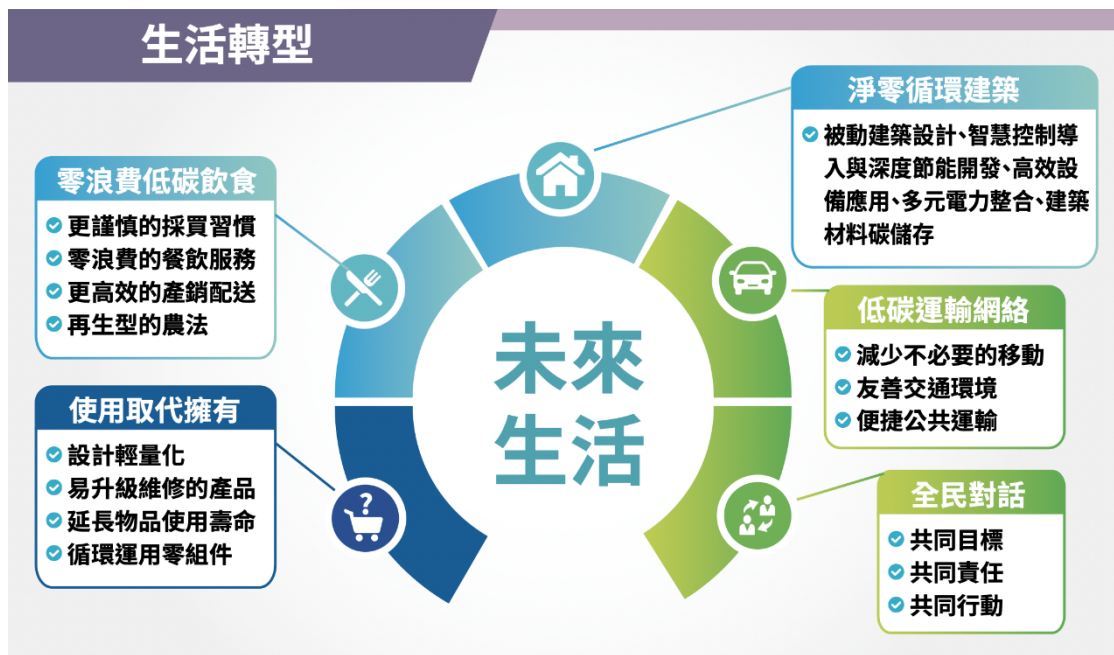 生活轉型
零浪費低碳飲食
更謹慎的採買習慣
零浪費的餐飲服務
更高效的產銷配送
再生型的農法
使用取代擁有
設計輕量化
易升級維修的產品
延長物品使用壽命
循環運用零組件
未來
生活
?
淨零循環建築
被動建築設計、智慧控制導
入與深度節能開發、高效設
備應用、多元電力整合、建築
材料碳儲存
低碳運輸網絡
減少不必要的移動
友善交通環境
便捷公共運輸
全民對話
共同目標
共同責任
共同行動